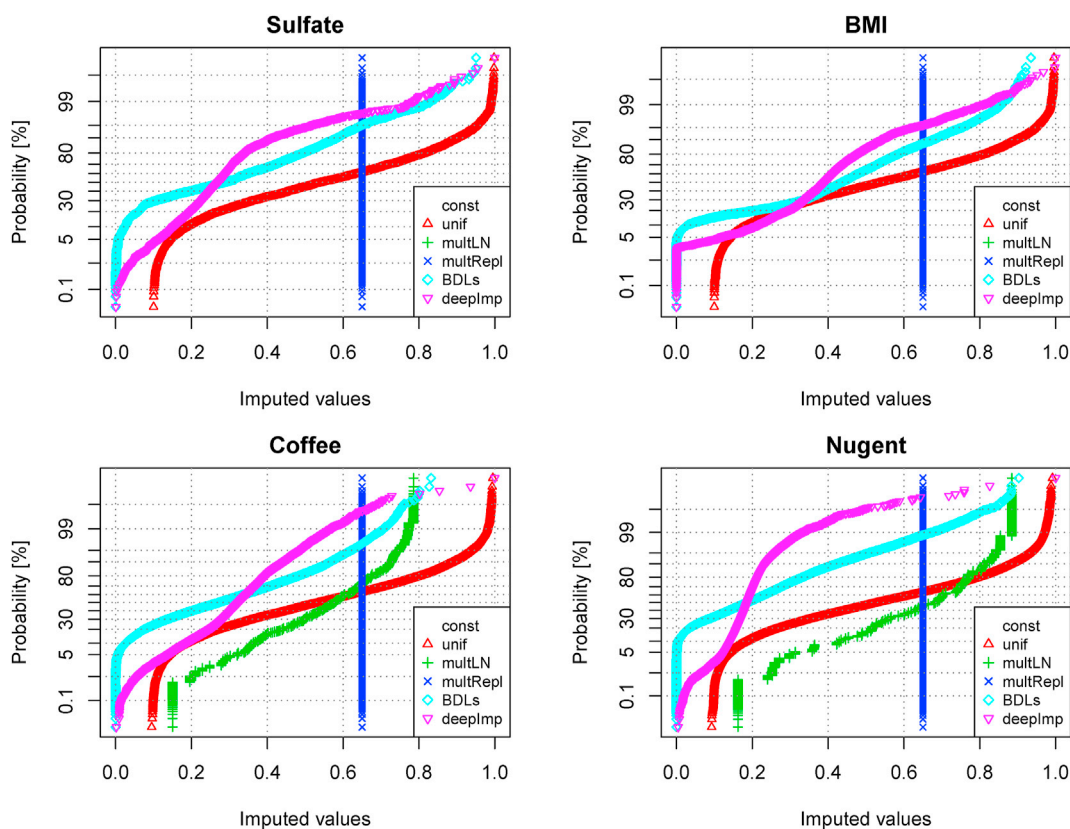 Sulfate
Probability [%]
99
80
30
5
0.1
const
unif
multLN
multRepl
BDLs
deepImp
0.0 0.2 0.4 0.6 0.8 1.0
Imputed values
BMI
Probability [%]
99
80
30
5
0.1
const
unif
multLN
multRepl
BDLs
deepImp
0.0 0.2 0.4 0.6 0.8 1.0
Imputed values
Coffee
Probability [%]
99
80
30
5
0.1
const
unif
multLN
multRepl
BDLs
deepImp
0.0 0.2 0.4 0.6 0.8 1.0
Imputed values
Nugent
Probability [%]
99
80
30
5
0.1
const
unif
multLN
multRepl
BDLs
deepImp
0.0 0.2 0.4 0.6 0.8 1.0
Imputed values